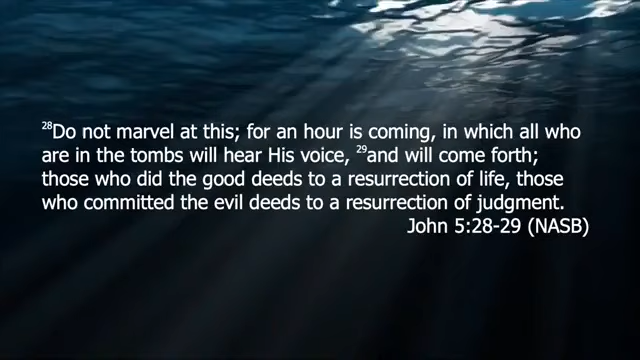 28Do not marvel at this; for an hour is coming, in which all who
are in the tombs will hear His voice, 29and will come forth;
those who did the good deeds to a resurrection of life, those
who committed the evil deeds to a resurrection of judgment.
John 5:28-29 (NASB)